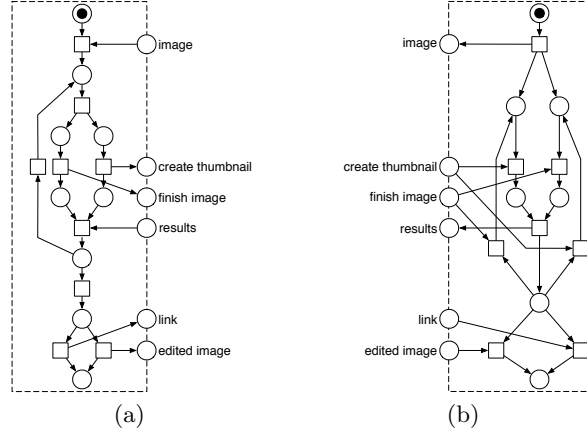 image
create thumbnail
finish image
results
link
edited image
(a)
image
create thumbnail
finish image
results
link
edited image
(b)